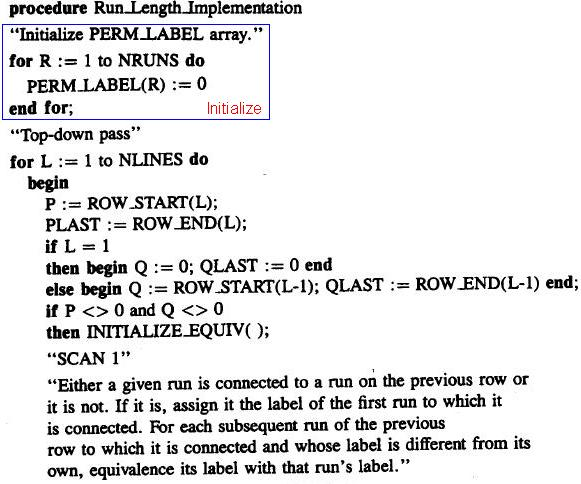 procedure Run_Length_Implementation
“Initialize PERM_LABEL array.”
for R := 1 to NRUNS do
PERM_LABEL(R) := 0
end for;
Initialize
“Top-down pass”
for L := 1 to NLINES do
begin
P := ROW_START(L);
PLAST := ROW_END(L);
if L = 1
then begin Q := 0; QLAST := 0 end
else begin Q := ROW_START(L-1); QLAST := ROW_END(L-1) end;
if P <> 0 and Q <> 0
then INITIALIZE_EQUIV( );
“SCAN 1”
“Either a given run is connected to a run on the previous row or
it is not. If it is, assign it the label of the first run to which it
is connected. For each subsequent run of the previous
row to which it is connected and whose label is different from its
own, equivalence its label with that run's label.”